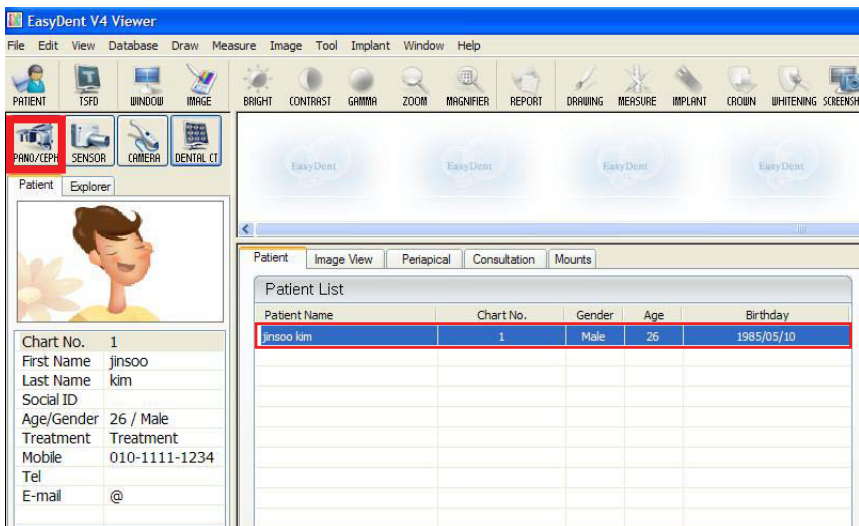 EasyDent V4 Viewer
File Edit View Database Draw Measure Image Tool Implant Window Help
PATIENT TSFD WINDOW IMAGE BRIGHT CONTRAST GAMMA ZOOM MAGNIFIER REPORT DRAWING MEASURE IMPLANT CROWN WHITENING SCREENSH
PANO/CEPH SENSOR CAMERA DENTAL CT
EasyDent EasyDent EasyDent EasyDent
Patient Explorer
Patient Image View Periapical Consultation Mounts
Patient List
Patient Name Chart No. Gender Age Birthday
jinsoo kim 1 Male 26 1985/05/10
Chart No. 1
First Name jinsoo
Last Name kim
Social ID
Age/Gender 26 / Male
Treatment Treatment
Mobile 010-1111-1234
Tel
E-mail @